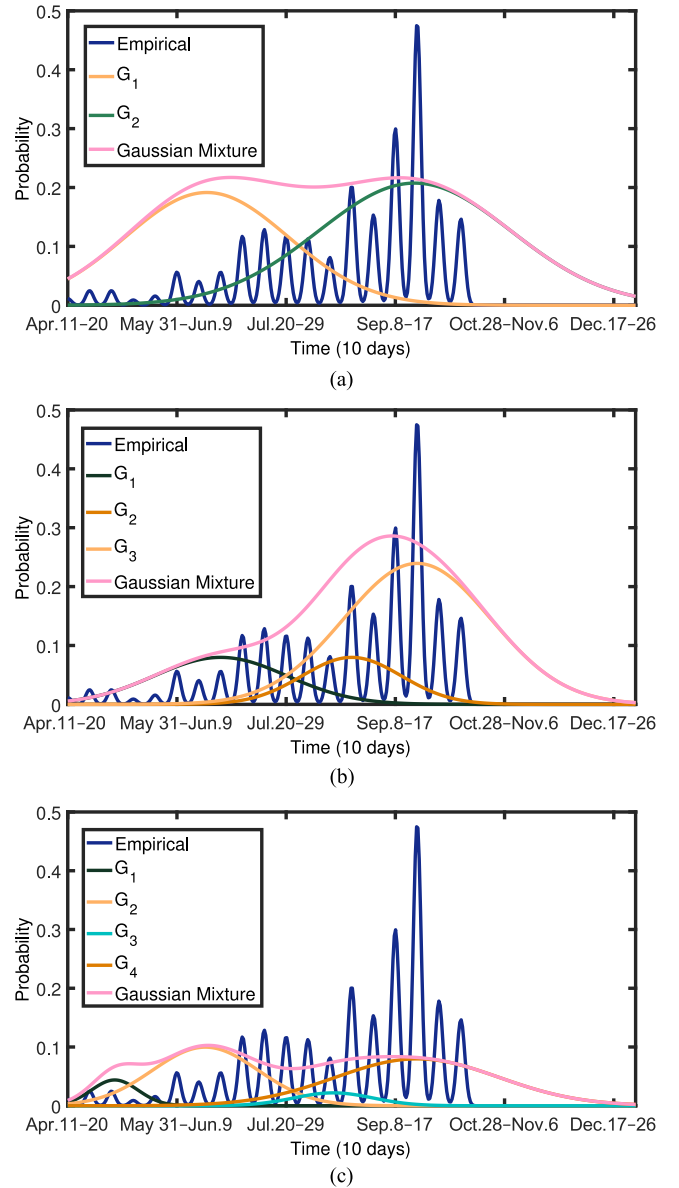 0.5
Empirical
G1
G2
Gaussian Mixture
0.4
0.3
0.2
0.1
0
Probability
Apr.11-20 May 31-Jun.9 Jul.20-29 Sep.8-17 Oct.28-Nov.6 Dec.17-26
Time (10 days)
(a)
0.5
Empirical
G1
G2
G3
Gaussian Mixture
0.4
0.3
0.2
0.1
0
Probability
Apr.11-20 May 31-Jun.9 Jul.20-29 Sep.8-17 Oct.28-Nov.6 Dec.17-26
Time (10 days)
(b)
0.5
Empirical
G1
G2
G3
G4
Gaussian Mixture
0.4
0.3
0.2
0.1
0
Probability
Apr.11-20 May 31-Jun.9 Jul.20-29 Sep.8-17 Oct.28-Nov.6 Dec.17-26
Time (10 days)
(c)